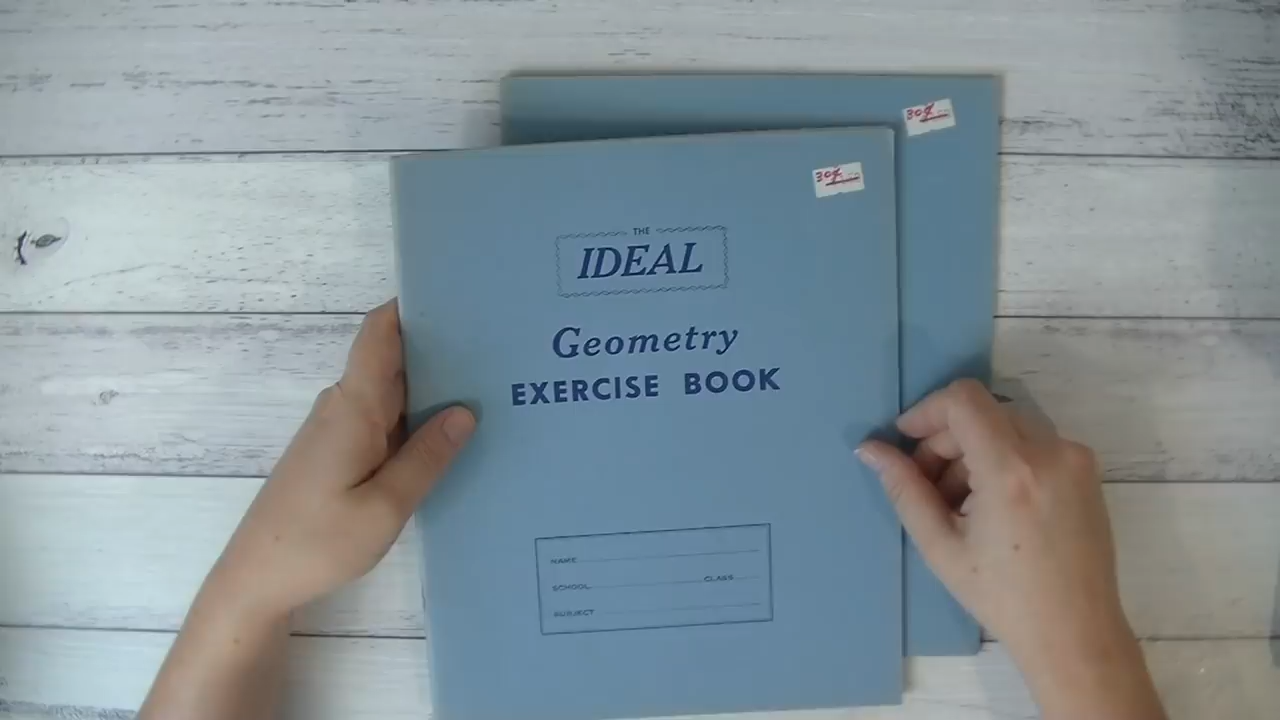 30¢
30¢
THE
IDEAL
Geometry
EXERCISE BOOK
NAME
SCHOOL CLASS
SUBJECT